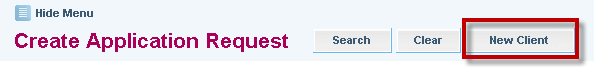 Hide Menu
Create Application Request Search Clear New Client